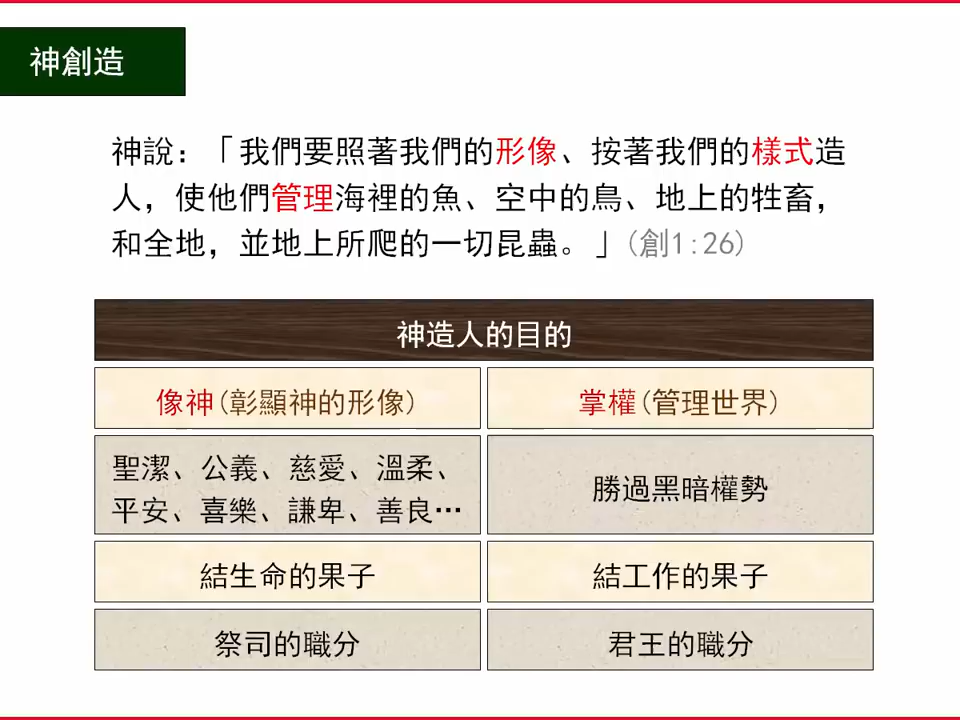 神創造
神說：「我們要照著我們的形像、按著我們的樣式造
人，使他們管理海裡的魚、空中的鳥、地上的牲畜，
和全地，並地上所爬的一切昆蟲。」(創1:26)
神造人的目的
像神(彰顯神的形像)
掌權(管理世界)
聖潔、公義、慈愛、溫柔、
平安、喜樂、謙卑、善良…
勝過黑暗權勢
結生命的果子
結工作的果子
祭司的職分
君王的職分